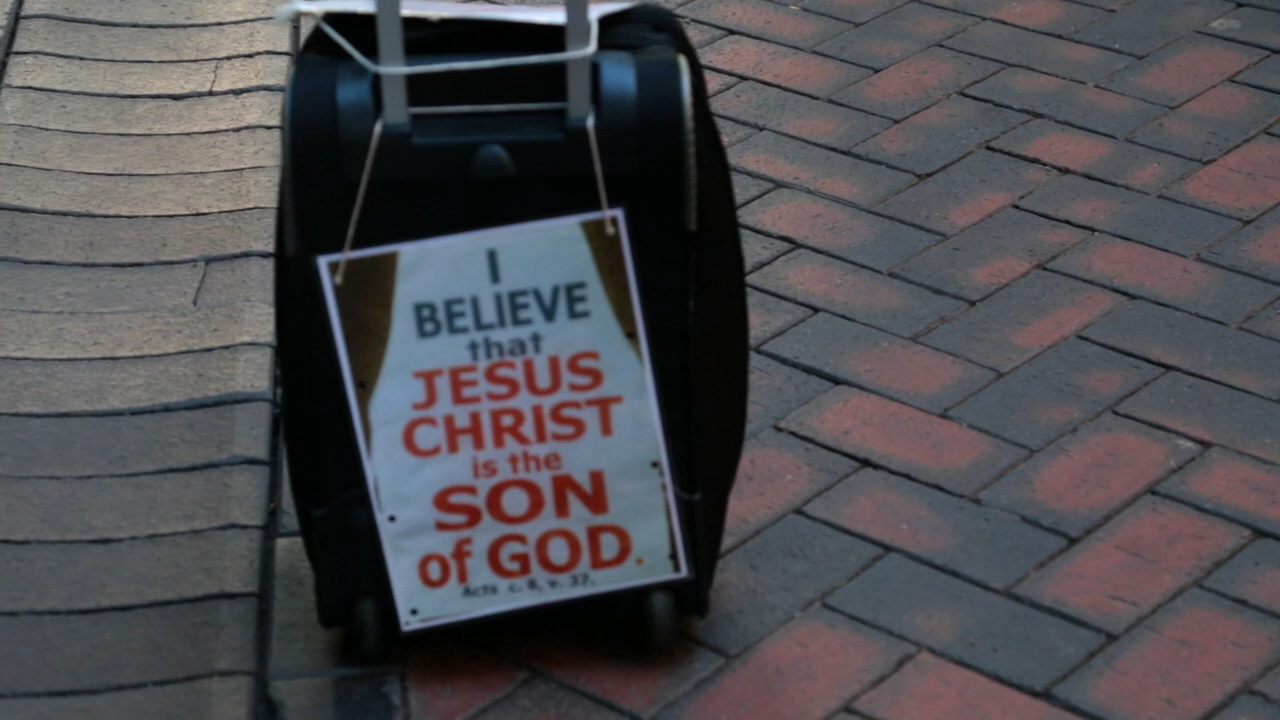 I
BELIEVE
that
JESUS
CHRIST
is the
SON
of GOD.
Acts c. 8, v. 37.